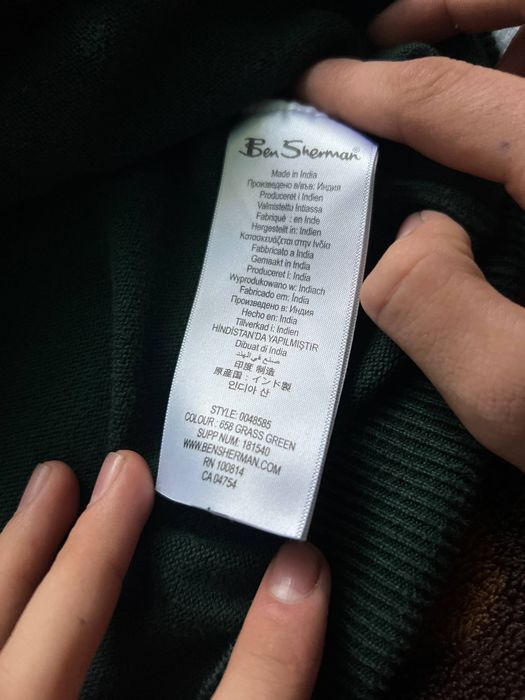 Ben Sherman
Made in India
Произведено в/във: Индия
Produceret i Indien
Valmistettu Intiassa
Fabriqué : en Inde
Hergestellt in: Indien
Κατασκευάζεται στην Ινδία
Fabbricato a India
Gemaakt in India
Produceret i: India
Wyprodukowano w: Indiach
Fabricado em: India
Произведено в: Индия
Hecho en: India
Tillverkad i: Indien
HİNDİSTAN'DA YAPILMIŞTIR
Dibuat di India
صنع في الهند
印度 制造
原産国 : インド製
인디아 산
STYLE: 0048585
COLOUR : 658 GRASS GREEN
SUPP NUM: 181540
WWW.BENSHERMAN.COM
RN 100814
CA 04754